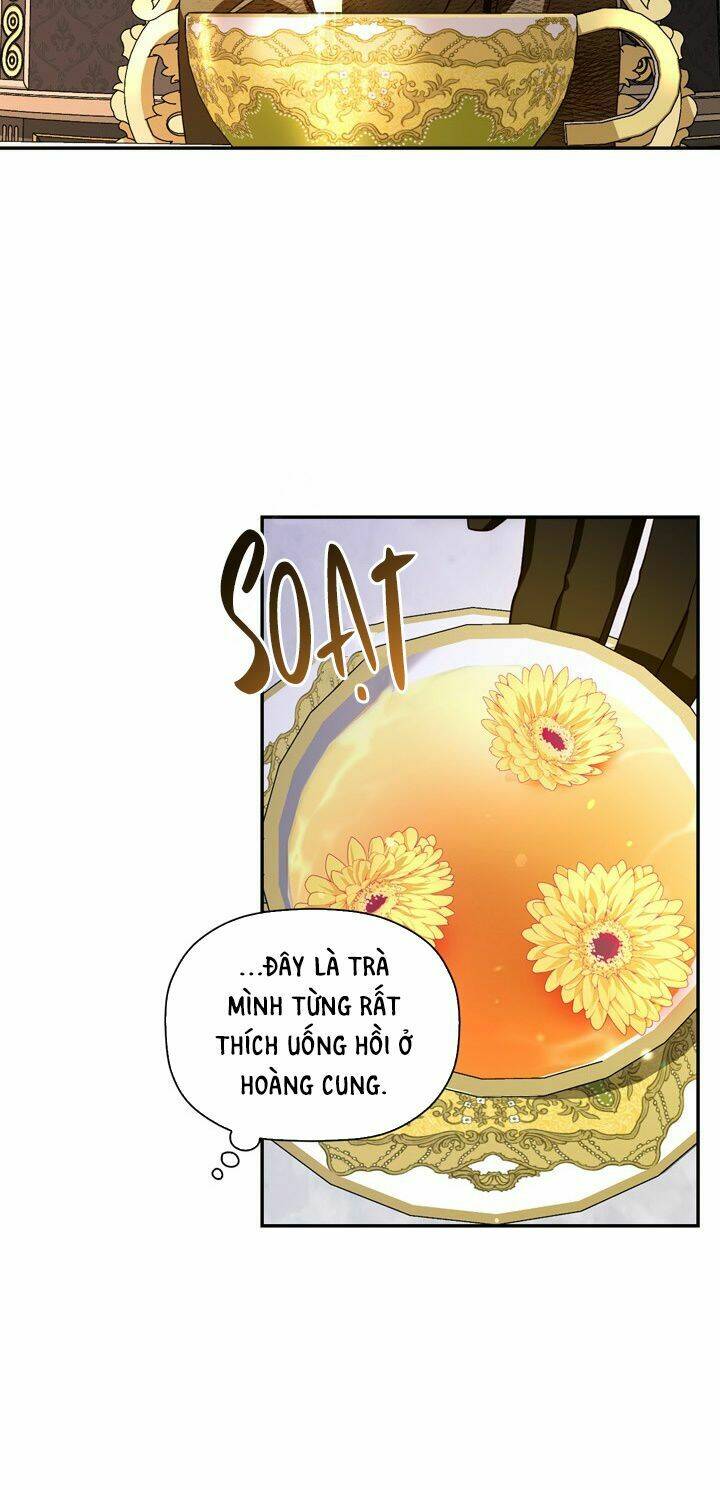 SOẠT
...ĐÂY LÀ TRÀ
MÌNH TỪNG RẤT
THÍCH UỐNG HỒI Ở
HOÀNG CUNG.